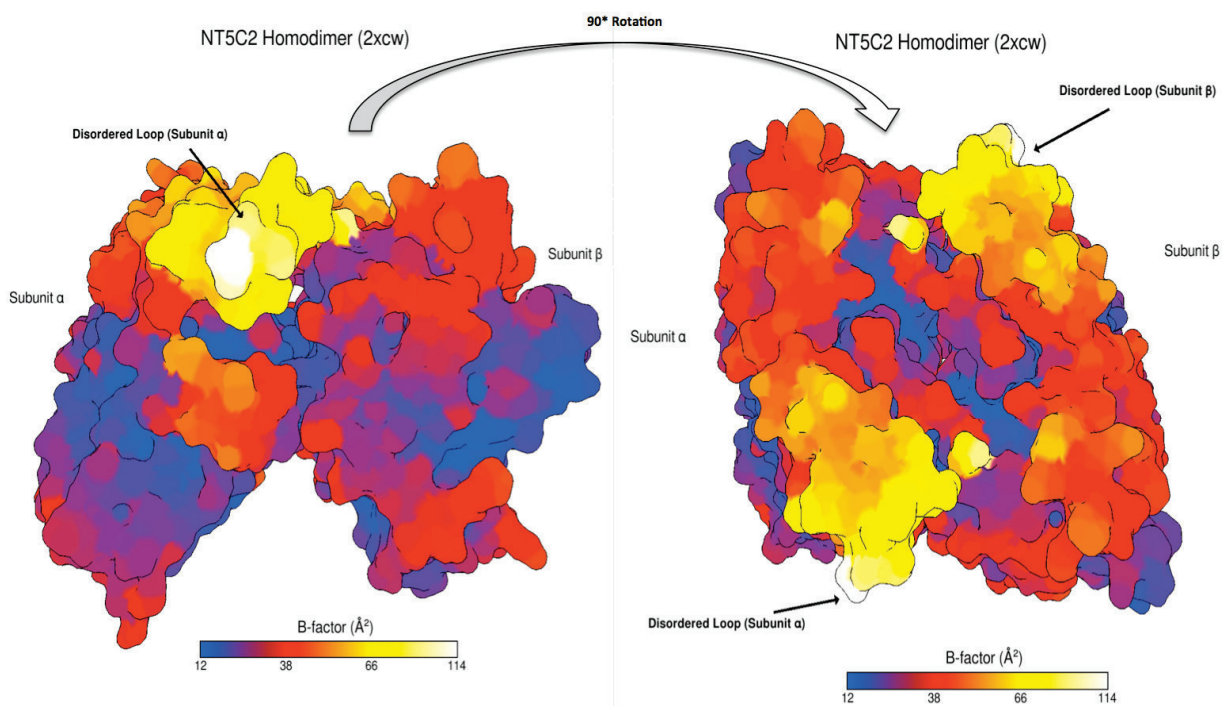 90* Rotation
NT5C2 Homodimer (2xcw)
Disordered Loop (Subunit α)
Subunit α
Subunit β
B-factor (Å²)
12 38 66 114
NT5C2 Homodimer (2xcw)
Disordered Loop (Subunit β)
Subunit β
Subunit α
Disordered Loop (Subunit α)
B-factor (Å²)
12 38 66 114